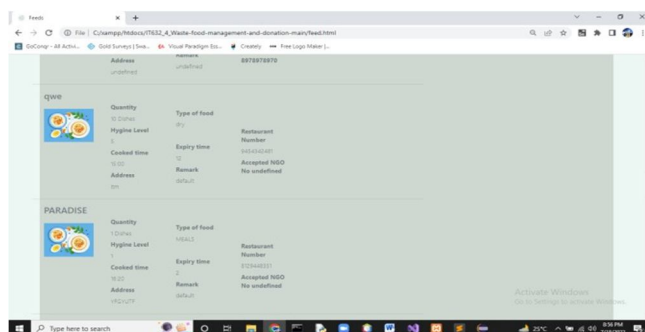 Feeds
File | C:/xampp/htdocs/IT632_4_Waste-food-management-and-donation-main/feed.html
GoConqr - All Activi... Gold Surveys | Swa... Visual Paradigm Ess... Creately Free Logo Maker |...
Address
undefined
Remark
undefined
8978978978
qwe
Quantity
10 Dishes
Hygine Level
5
Cooked time
Address
Type of food
dry
Expiry time
12
Remark
default
Restaurant
Number
Accepted NGO
No undefined
PARADISE
Quantity
1 Dishes
Hygine Level
1
Cooked time
Address
Type of food
Expiry time
2
Remark
default
Restaurant
Number
Accepted NGO
No undefined
Activate Windows
Go to Settings to activate Windows.
Type here to search
25°C
8:56 PM